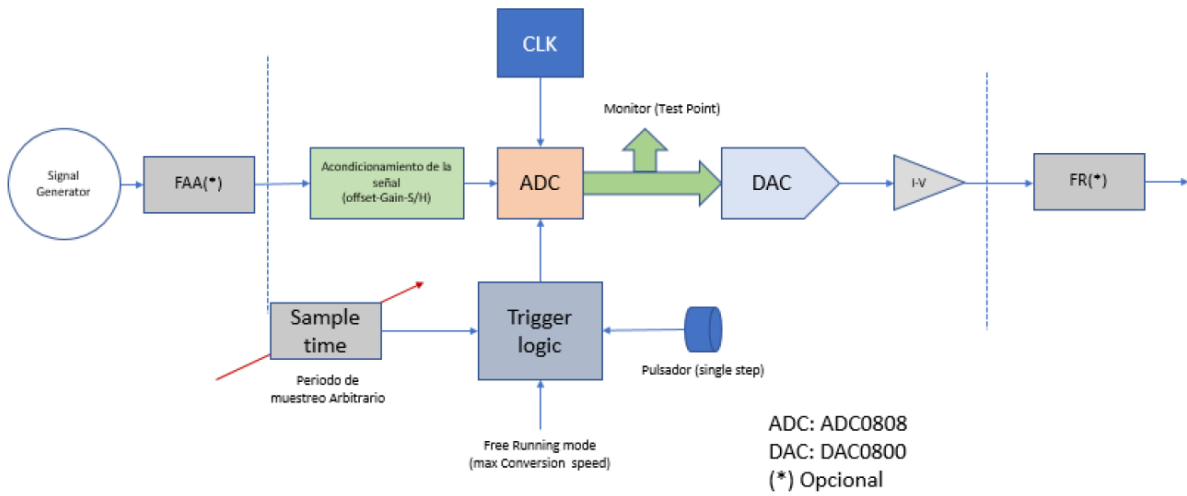 CLK
Monitor (Test Point)
Signal
Generator
FAA(*)
Acondicionamiento de la
señal
(offset-Gain-S/H)
ADC
DAC
I-V
FR(*)
Sample
time
Trigger
logic
Pulsador (single step)
Periodo de
muestreo Arbitrario
Free Running mode
(max Conversion speed)
ADC: ADC0808
DAC: DAC0800
(*) Opcional